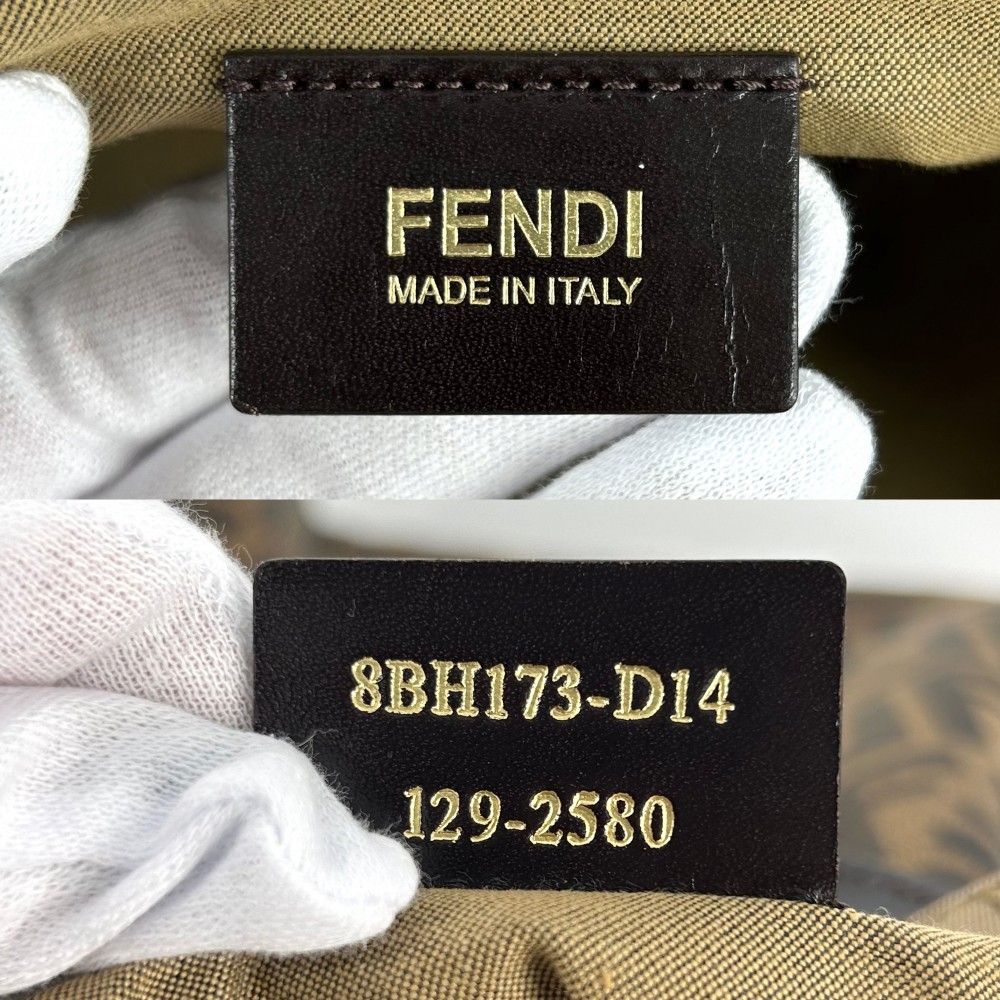 FENDI
MADE IN ITALY
8BH173-D14
129-2580